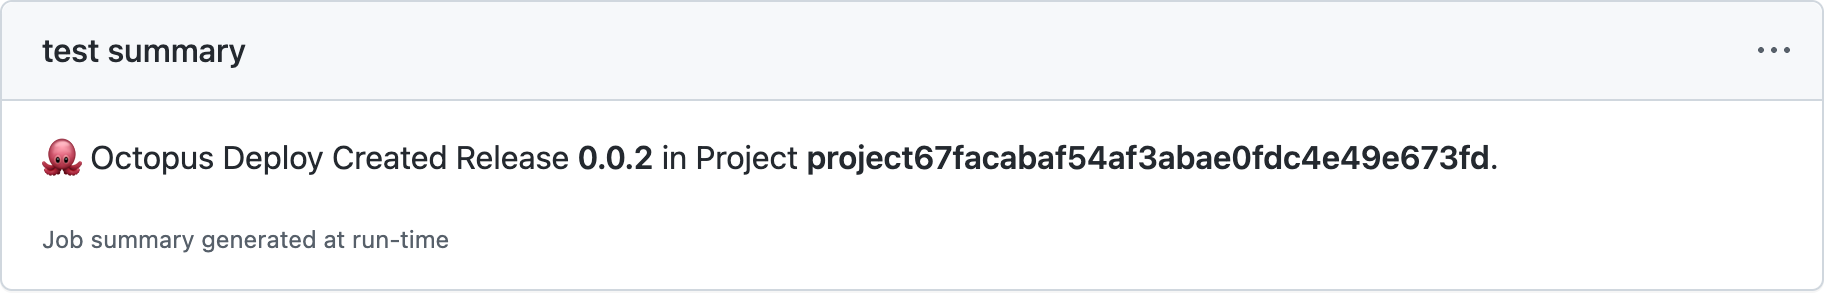 test summary
Octopus Deploy Created Release 0.0.2 in Project project67facabaf54af3abae0fdc4e49e673fd.
Job summary generated at run-time